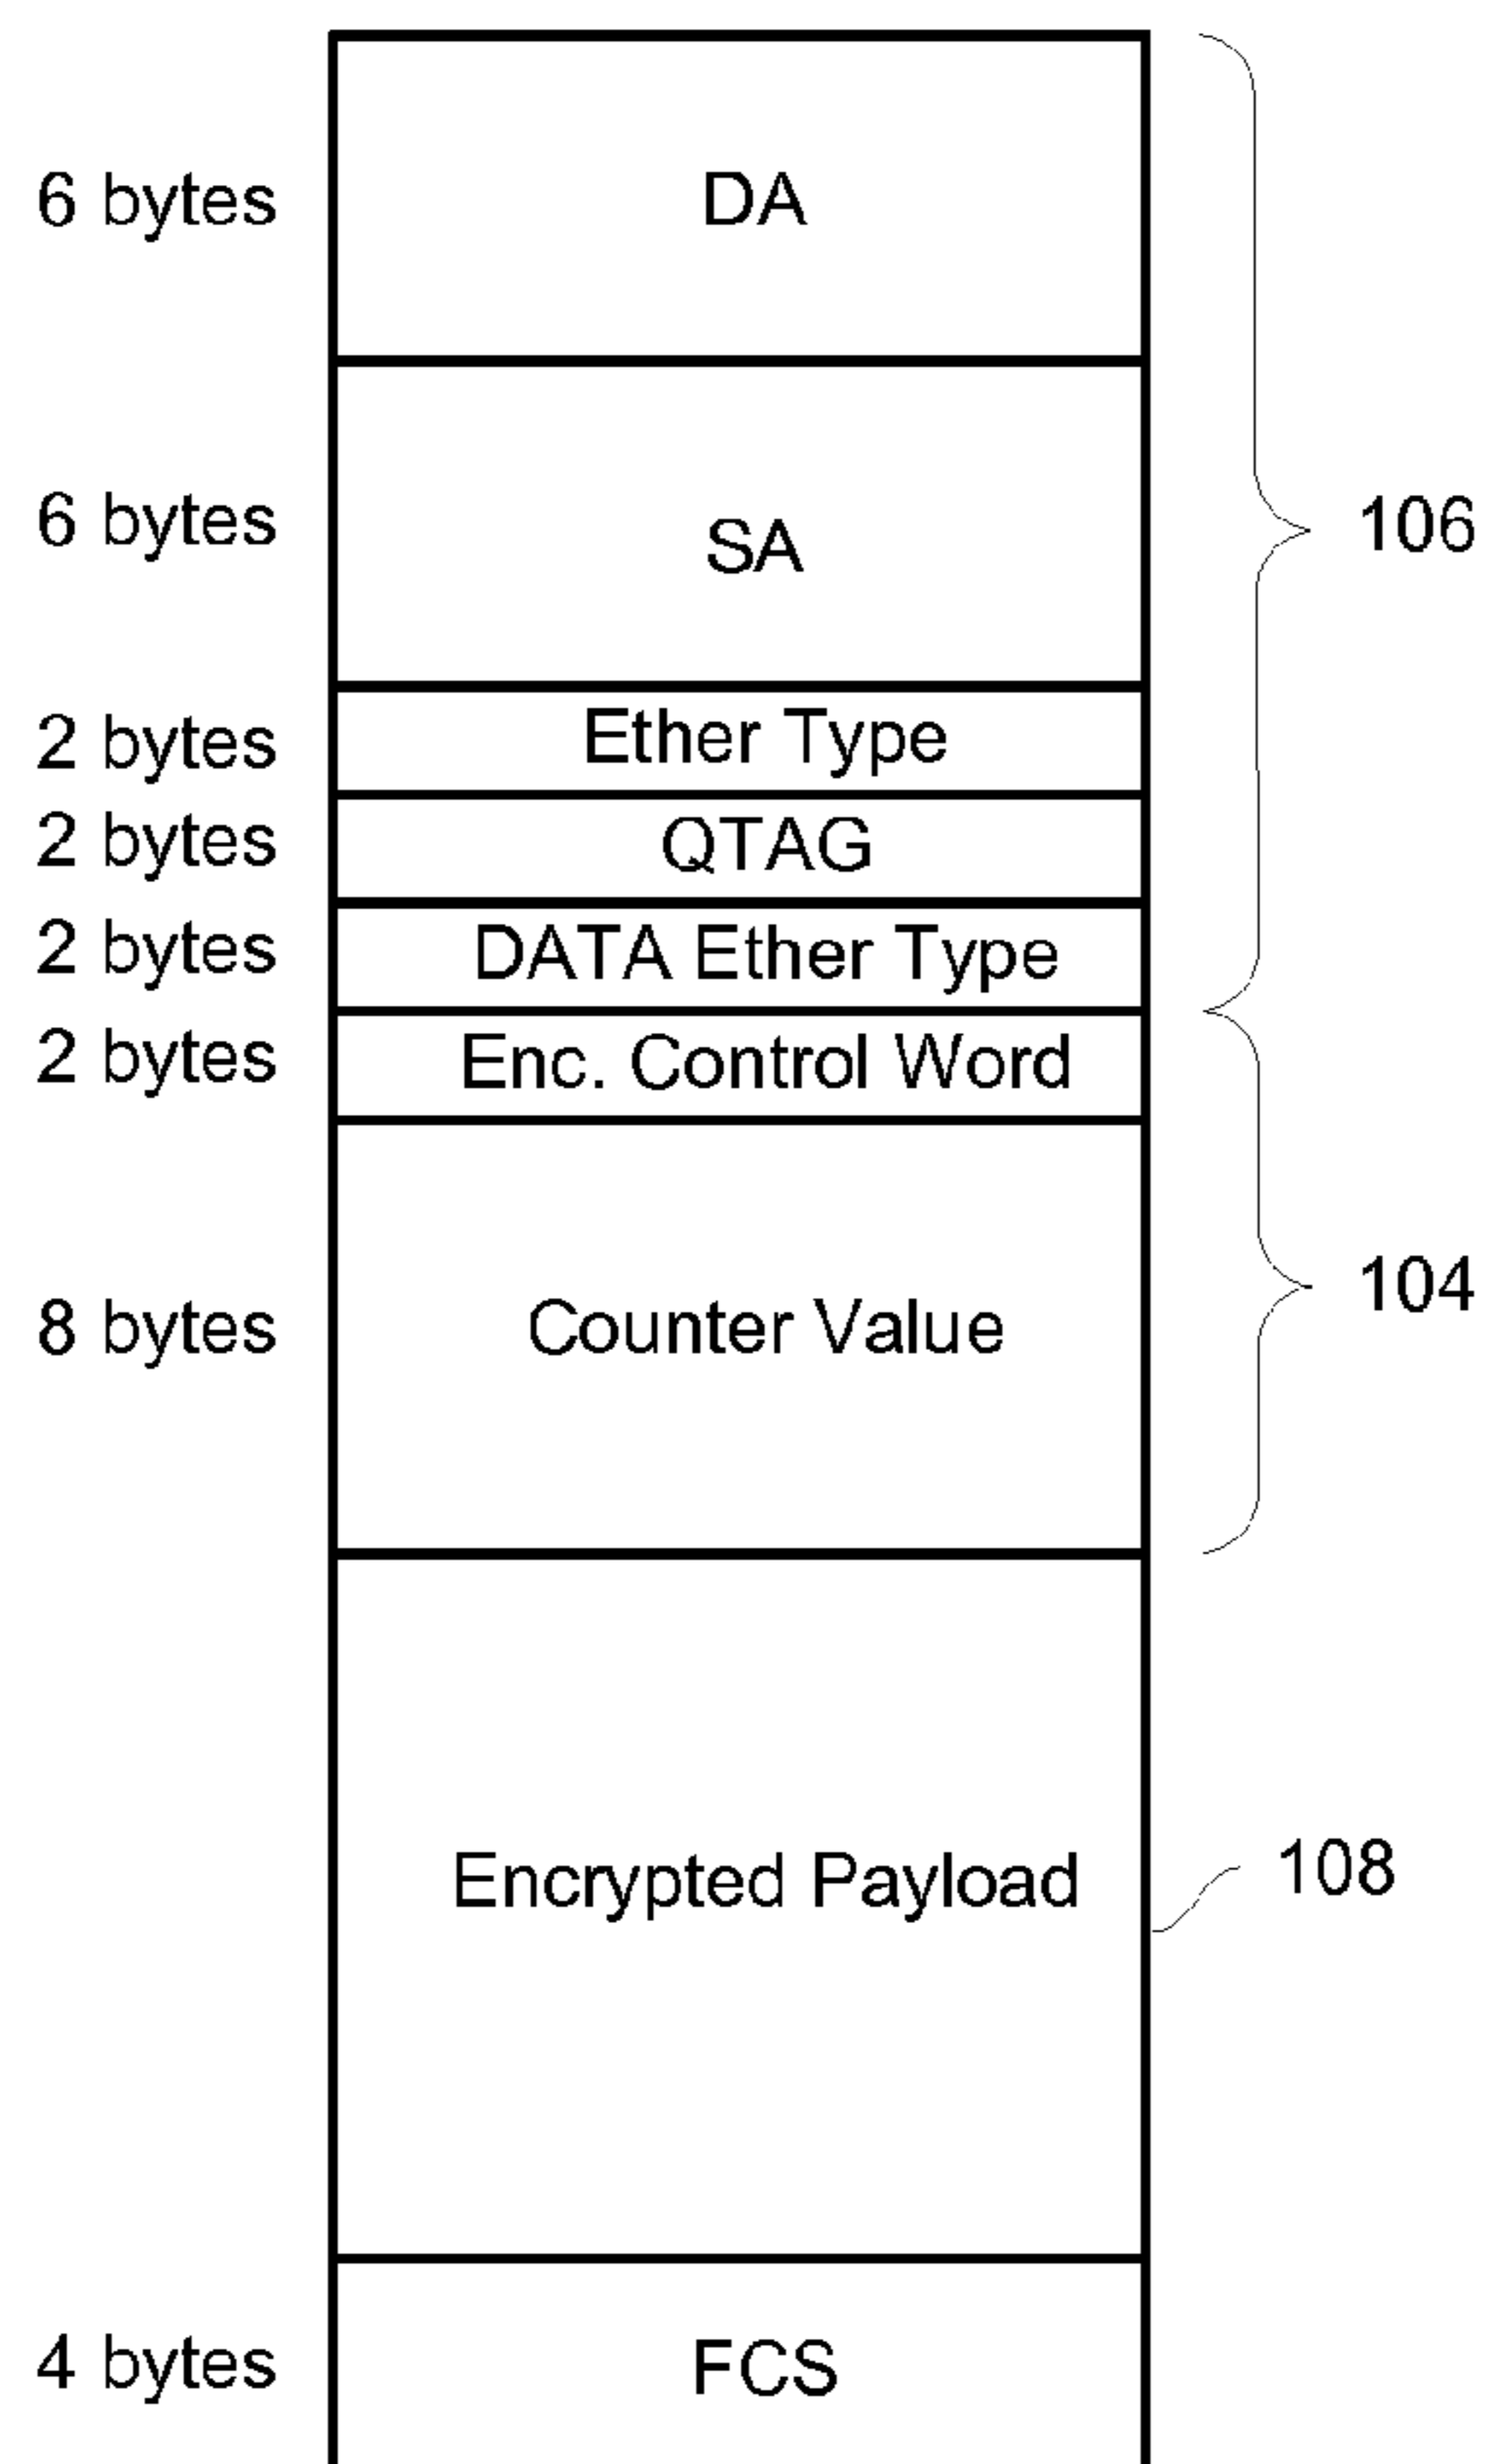 6 bytes DA
106
6 bytes SA
2 bytes Ether Type
2 bytes QTAG
2 bytes DATA Ether Type
2 bytes Enc. Control Word
104
8 bytes Counter Value
Encrypted Payload 108
4 bytes FCS